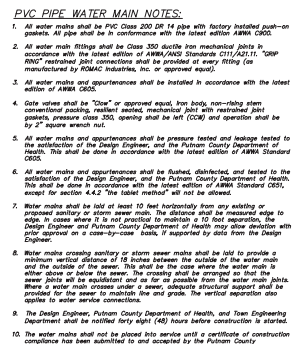 PVC PIPE WATER MAIN NOTES:
1. All water mains shall be PVC Class 200 DR 14 pipe with factory installed push-on
gaskets. All pipe shall be in conformance with the latest edition AWWA C900.
2. All water main fittings shall be Class 350 ductile iron mechanical joints in
accordance with the latest edition of AWWA/ANSI Standards C111/A21.11. "GRIP
RING" restrained joint connections shall be provided at every fitting (as
manufactured by ROMAC Industries, Inc. or approved equal).
3. All water mains and appurtenances shall be installed in accordance with the latest
edition of AWWA C605.
4. Gate valves shall be "Clow" or approved equal, iron body, non-rising stem
conventional packing, resilient seated, mechanical joint with restrained joint
gaskets, pressure class 350, opening shall be left (CCW) and operation shall be
by 2" square wrench nut.
5. All water mains and appurtenances shall be pressure tested and leakage tested to
the satisfaction of the Design Engineer, and the Putnam County Department of
Health. This shall be done in accordance with the latest edition of AWWA Standard
C605.
6. All water mains and appurtenances shall be flushed, disinfected, and tested to the
satisfaction of the Design Engineer, and the Putnam County Department of Health.
This shall be done in accordance with the latest edition of AWWA Standard C651,
except for section 4.4.2 "The tablet method" will not be allowed.
7. Water mains shall be laid at least 10 feet horizontally from any existing or
proposed sanitary or storm sewer main. The distance shall be measured edge to
edge. In cases where it is not practical to maintain a 10 foot separation, the
Design Engineer and Putnam County Department of Health may allow deviation with
prior approval on a case-by-case basis, if supported by data from the Design
Engineer.
8. Water mains crossing sanitary or storm sewer mains shall be laid to provide a
minimum vertical distance of 18 inches between the outside of the water main
and the outside of the sewer. This shall be the case where the water main is
either above or below the sewer. The crossing shall be arranged so that the
sewer joints will be equidistant and as far as possible from the water main joints.
Where a water main crosses under a sewer, adequate structural support shall be
provided for the sewer to maintain line and grade. The vertical separation also
applies to water service connections.
9. The Design Engineer, Putnam County Department of Health, and Town Engineering
Department shall be notified forty eight (48) hours before construction is started.
10. The water mains shall not be placed into service until a certificate of construction
compliance has been submitted to and accepted by the Putnam County